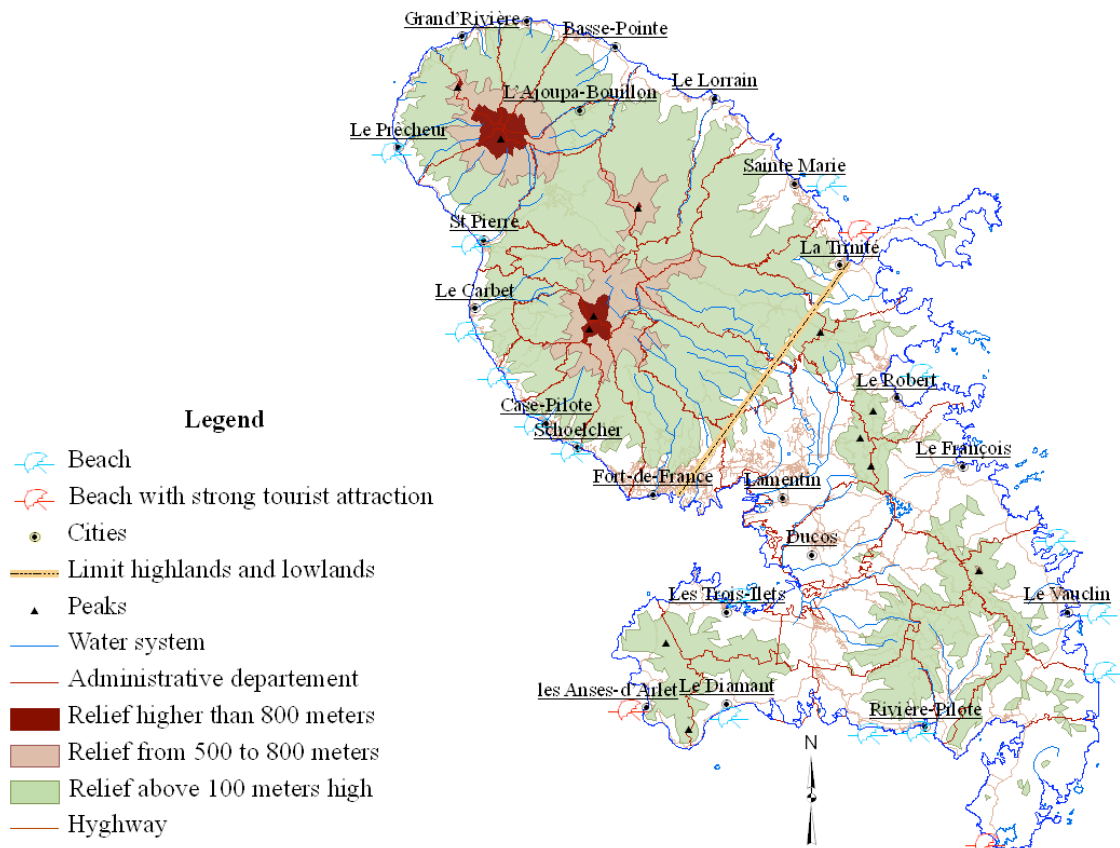 Grand'Rivière
Basse-Pointe
Le Lorrain
L'Ajoupa-Bouillon
Le Prêcheur
Sainte Marie
St Pierre
La Trinité
Le Carbet
Le Robert
Case-Pilote
Schoelcher
Le François
Fort-de-France
Lamentin
Ducos
Les Trois-Ilets
Le Vauclin
les Anses-d'Arlet
Le Diamant
Rivière-Pilote
N
Legend
Beach
Beach with strong tourist attraction
Cities
Limit highlands and lowlands
Peaks
Water system
Administrative departement
Relief higher than 800 meters
Relief from 500 to 800 meters
Relief above 100 meters high
Hyghway